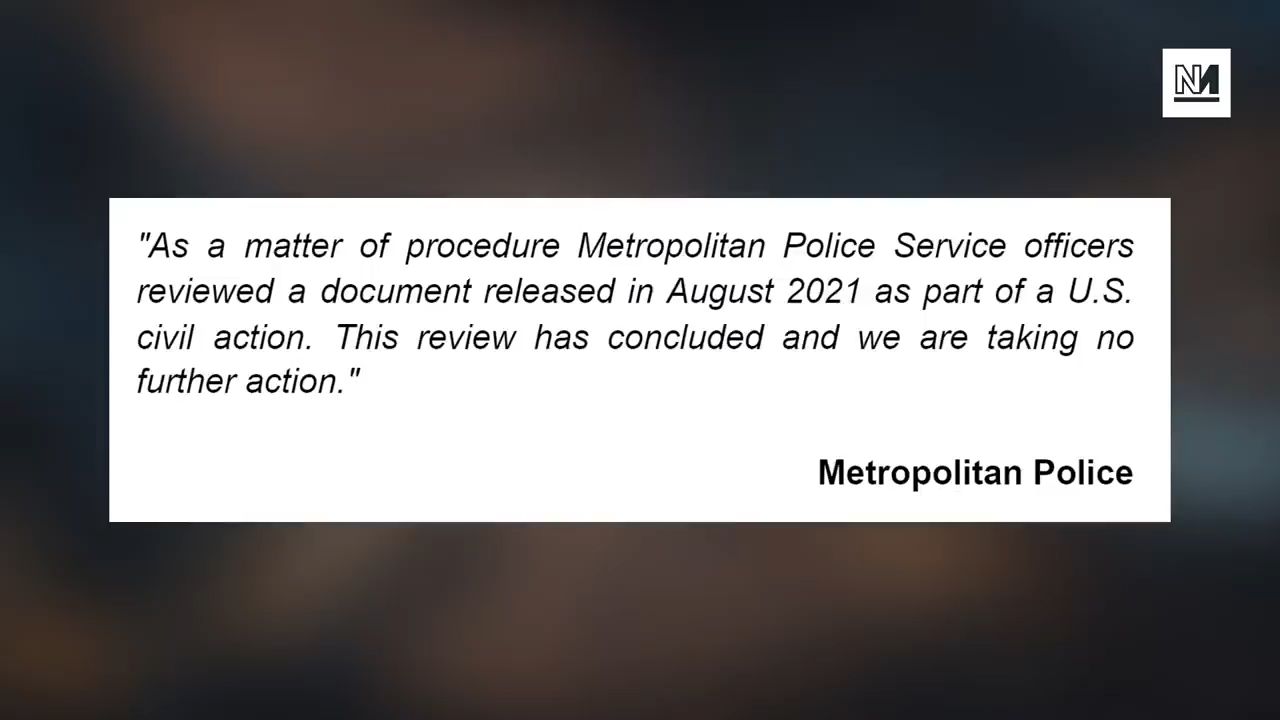 NM
"As a matter of procedure Metropolitan Police Service officers
reviewed a document released in August 2021 as part of a U.S.
civil action. This review has concluded and we are taking no
further action."
Metropolitan Police